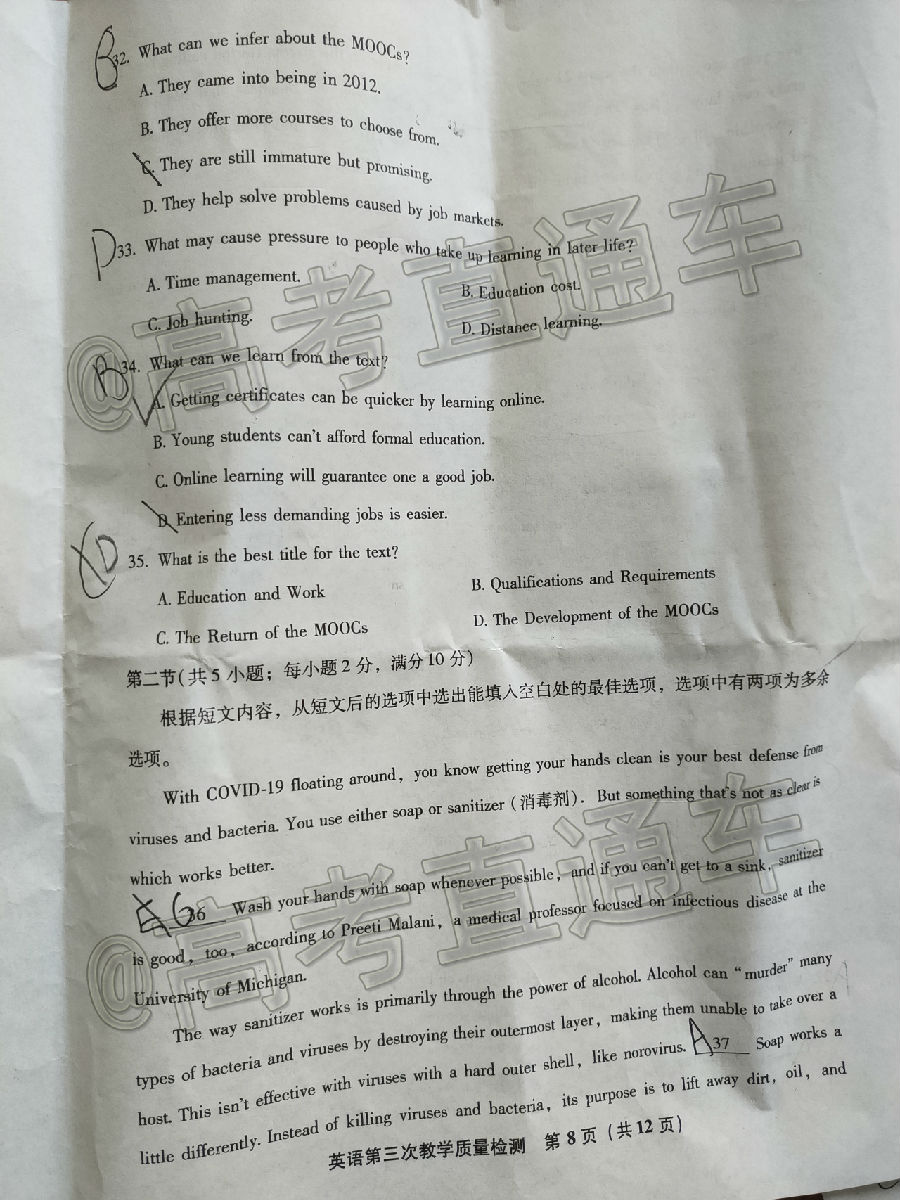 B 32. What can we infer about the MOOCs?
A. They came into being in 2012.
B. They offer more courses to choose from.
C. They are still immature but promising.
D. They help solve problems caused by job markets.
D 33. What may cause pressure to people who take up learning in later life?
A. Time management. B. Education cost.
C. Job hunting. D. Distance learning.
B 34. What can we learn from the text?
A. Getting certificates can be quicker by learning online.
B. Young students can't afford formal education.
C. Online learning will guarantee one a good job.
D. Entering less demanding jobs is easier.
D 35. What is the best title for the text?
A. Education and Work B. Qualifications and Requirements
C. The Return of the MOOCs D. The Development of the MOOCs
第二节(共5小题；每小题2分，满分10分)
根据短文内容，从短文后的选项中选出能填入空白处的最佳选项，选项中有两项为多余
选项。
With COVID-19 floating around, you know getting your hands clean is your best defense from
viruses and bacteria. You use either soap or sanitizer (消毒剂). But something that's not as clear is
which works better.
G 36 Wash your hands with soap whenever possible, and if you can't get to a sink, sanitizer
is good, too, according to Preeti Malani, a medical professor focused on infectious disease at the
University of Michigan.
The way sanitizer works is primarily through the power of alcohol. Alcohol can "murder" many
types of bacteria and viruses by destroying their outermost layer, making them unable to take over a
host. This isn't effective with viruses with a hard outer shell, like norovirus. A 37 Soap works a
little differently. Instead of killing viruses and bacteria, its purpose is to lift away dirt, oil, and
英语第三次教学质量检测 第8页(共12页)
@高考直通车
@高考直通车